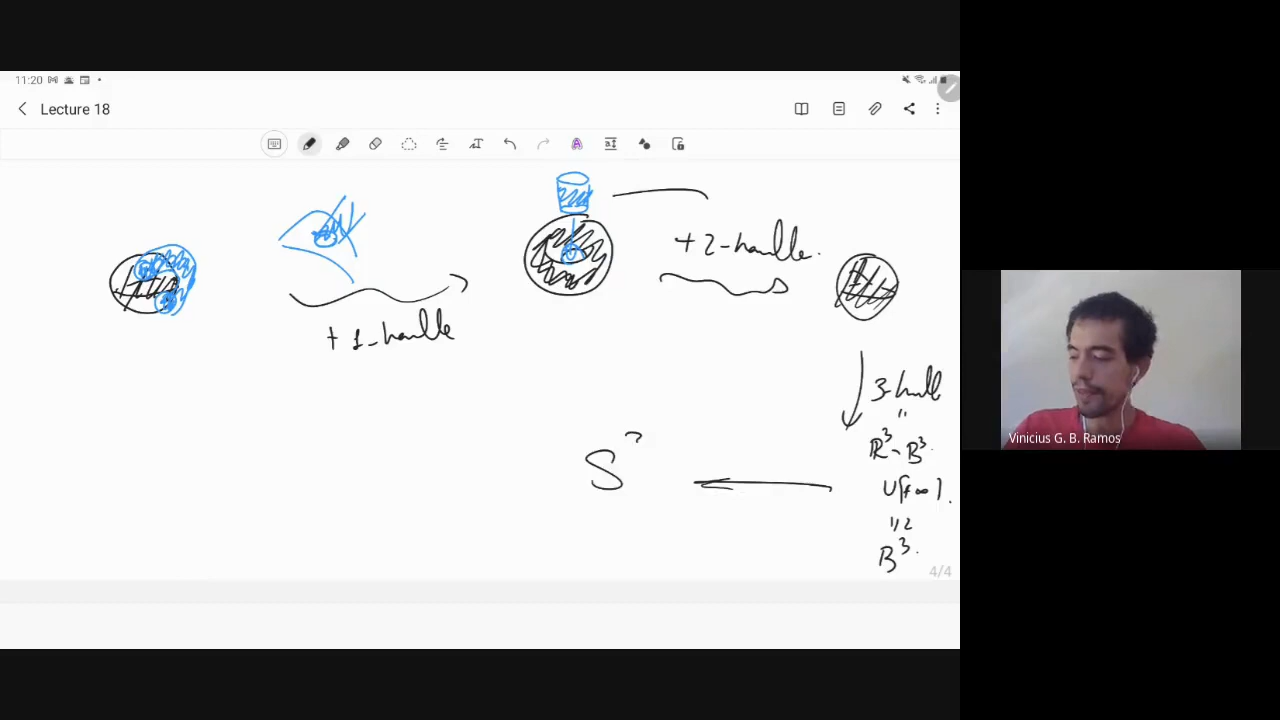 11:20
Lecture 18
+ 1-handle
+ 2-handle.
3-handle
"
R³ - B³.
∪{+∞}.
B³.
S³
4/4
Vinicius G. B. Ramos